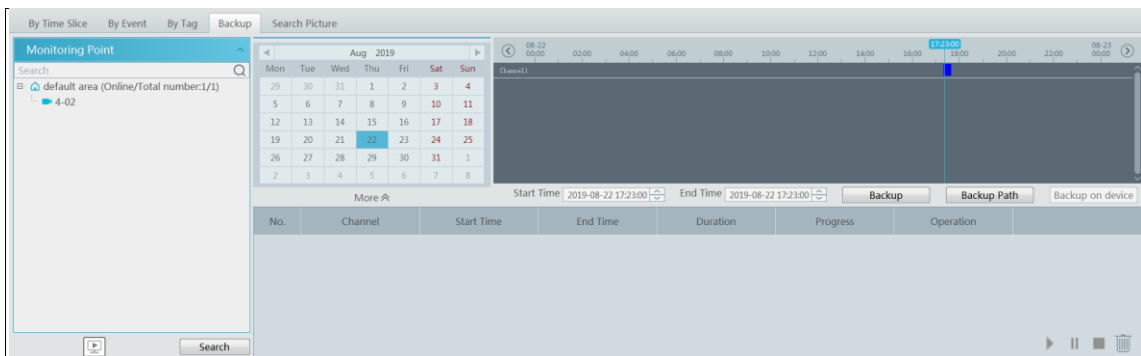 By Time Slice By Event By Tag Backup Search Picture
Monitoring Point
Search
default area (Online/Total number:1/1)
4-02
Search
Aug 2019
Mon Tue Wed Thu Fri Sat Sun
29 30 31 1 2 3 4
5 6 7 8 9 10 11
12 13 14 15 16 17 18
19 20 21 22 23 24 25
26 27 28 29 30 31 1
2 3 4 5 6 7 8
More
17:23:00
08-22 08-23
00:00 02:00 04:00 06:00 08:00 10:00 12:00 14:00 16:00 18:00 20:00 22:00 00:00
Channel1
Start Time 2019-08-22 17:23:00 End Time 2019-08-22 17:23:00 Backup Backup Path Backup on device
No. Channel Start Time End Time Duration Progress Operation